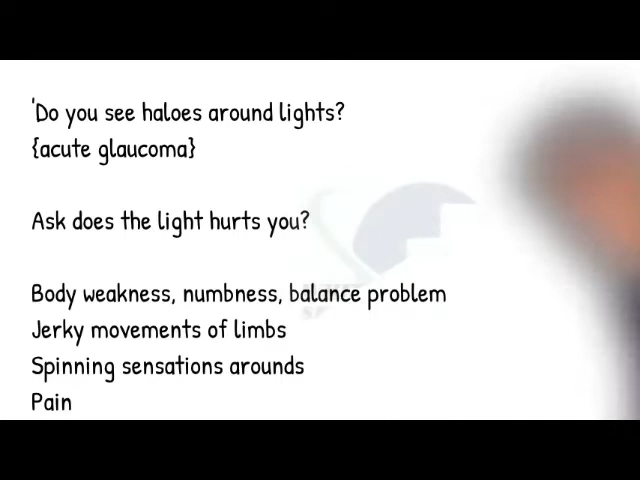 'Do you see haloes around lights?
{acute glaucoma}
Ask does the light hurts you?
Body weakness, numbness, balance problem
Jerky movements of limbs
Spinning sensations arounds
Pain